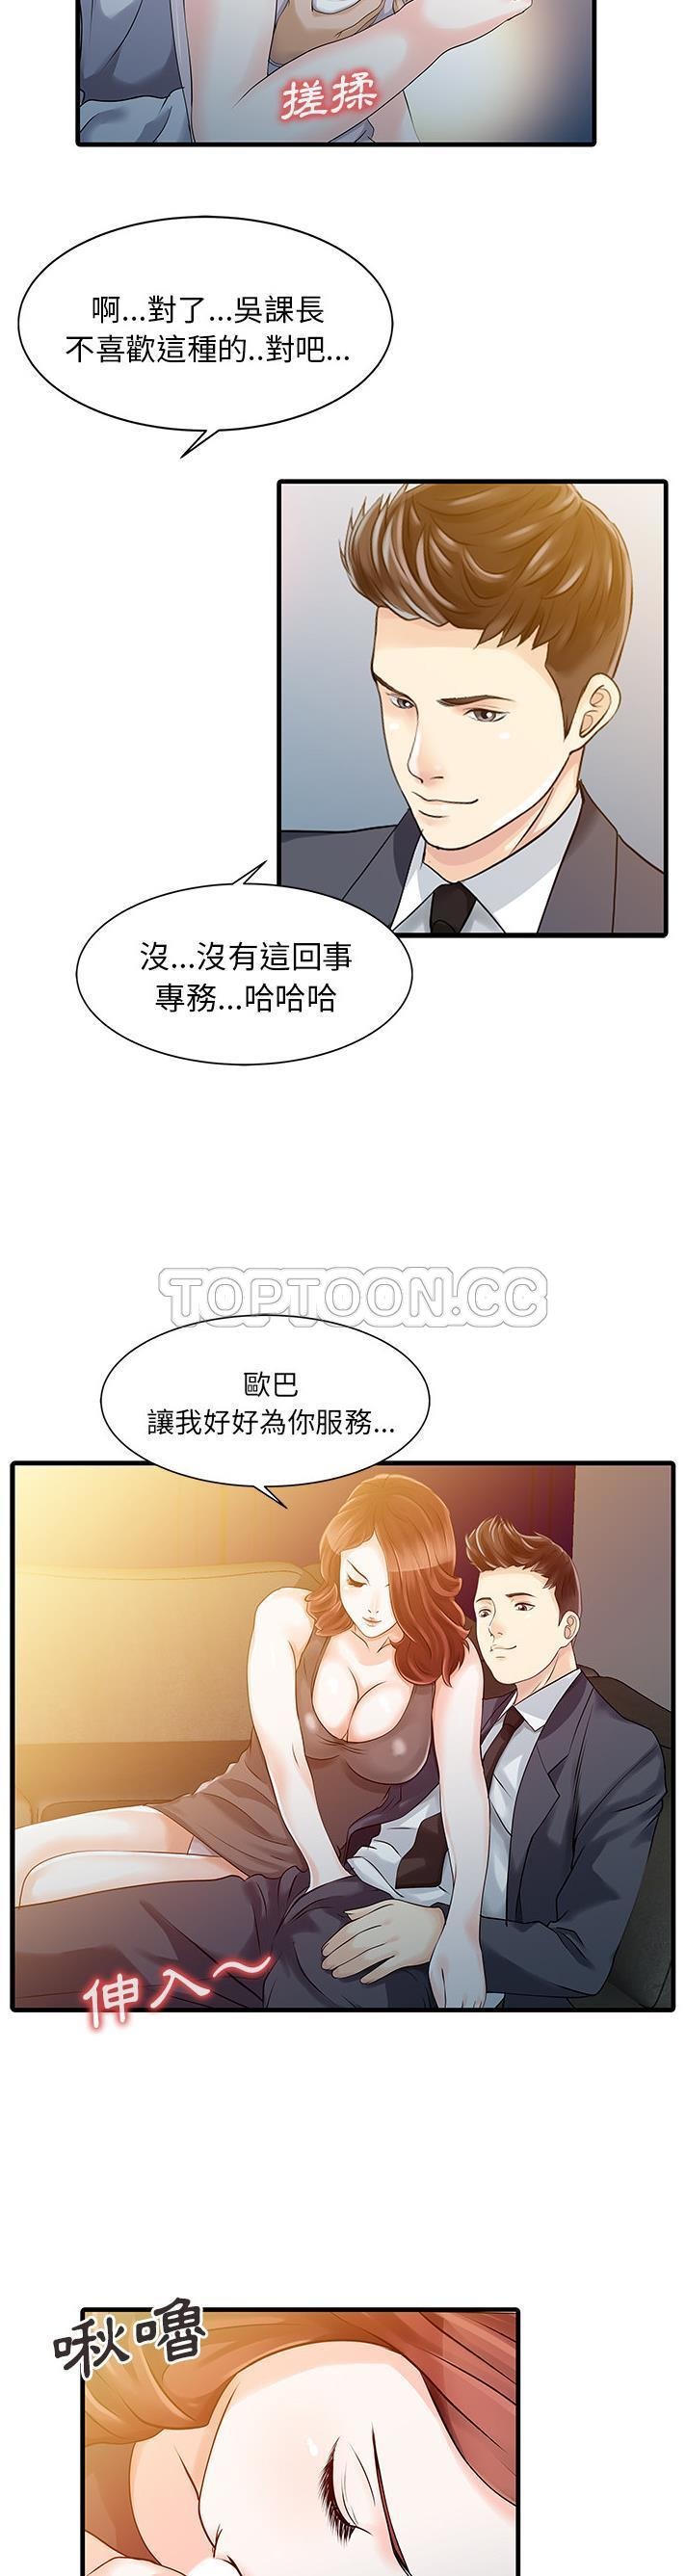 搓揉
啊...對了...吳課長
不喜歡這種的..對吧...
沒...沒有這回事
專務...哈哈哈
TOPTOON.CC
歐巴
讓我好好為你服務...
伸入~
啾嚕